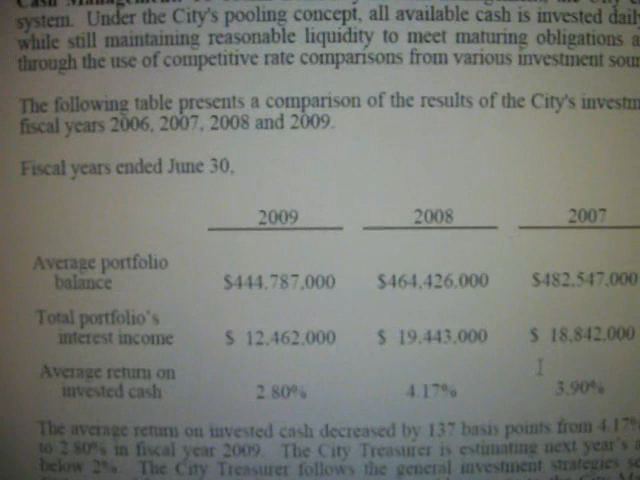 system. Under the City's pooling concept, all available cash is invested
while still maintaining reasonable liquidity to meet maturing obligations
through the use of competitive rate comparisons from various investment
The following table presents a comparison of the results of the City's
fiscal years 2006, 2007, 2008 and 2009.
Fiscal years ended June 30,
2009 2008 2007
Average portfolio
balance $444,787,000 $464,426,000 $482,547,000
Total portfolio's
interest income $ 12,462,000 $ 19,443,000 $ 18,842,000
Average return on
invested cash 2.80% 4.17% 3.90%
The average return on invested cash decreased by 137 basis points from 4.17%
to 2.80% in fiscal year 2009. The City Treasurer is estimating next year's
below 2%. The City Treasurer follows the general investment strategies